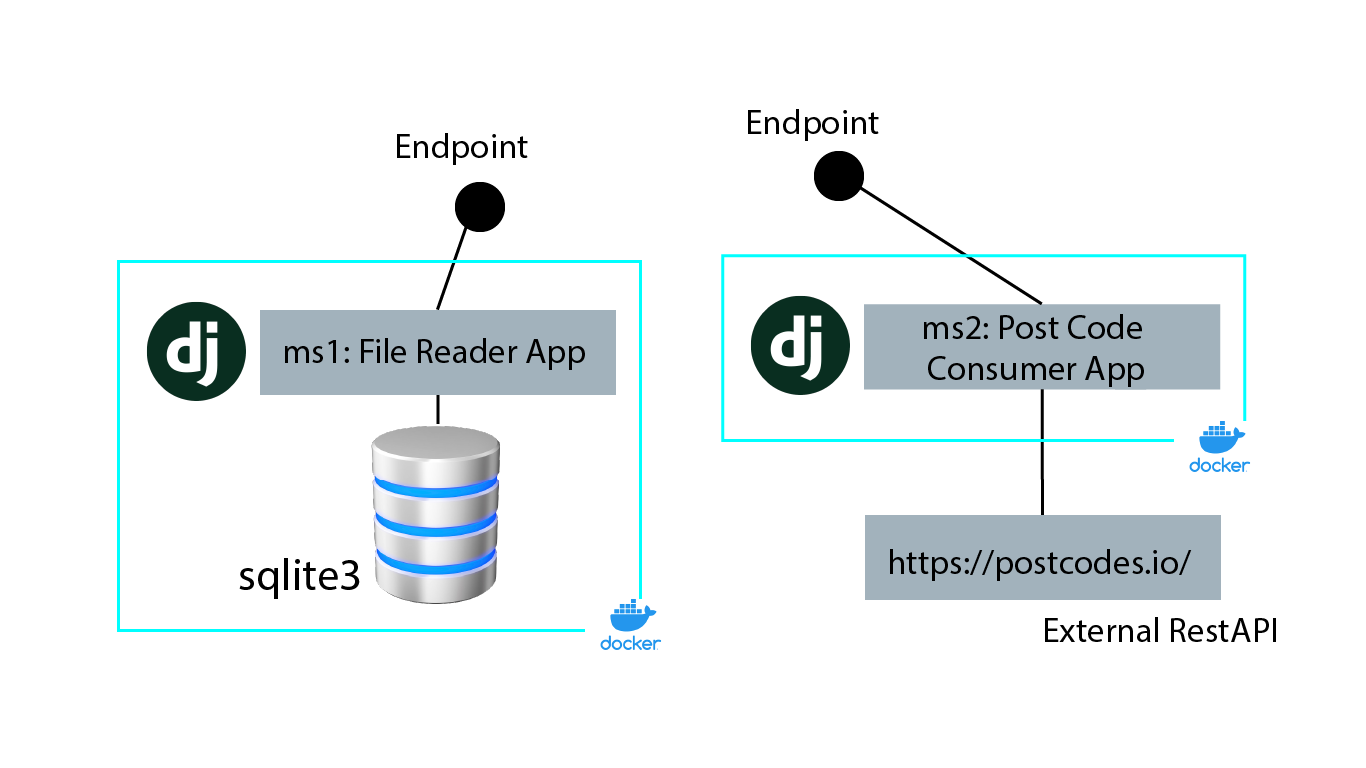 Endpoint
dj
ms1: File Reader App
sqlite3
docker
Endpoint
dj
ms2: Post Code
Consumer App
docker
https://postcodes.io/
External RestAPI